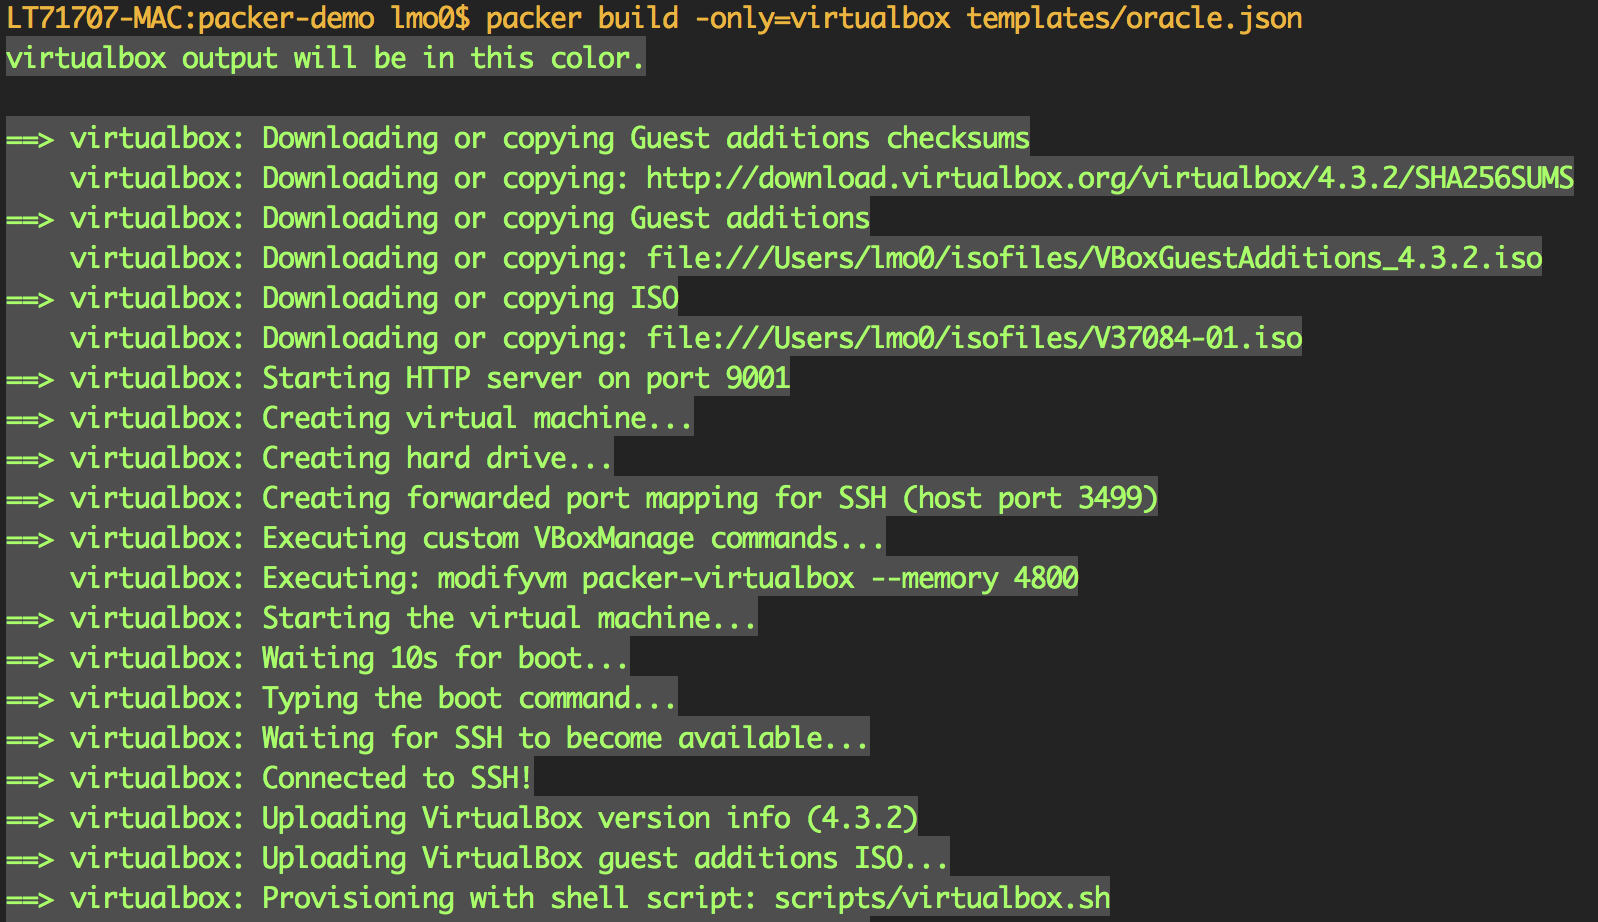 LT71707-MAC:packer-demo lmo0$ packer build -only=virtualbox templates/oracle.json
virtualbox output will be in this color.

==> virtualbox: Downloading or copying Guest additions checksums
    virtualbox: Downloading or copying: http://download.virtualbox.org/virtualbox/4.3.2/SHA256SUMS
==> virtualbox: Downloading or copying Guest additions
    virtualbox: Downloading or copying: file:///Users/lmo0/isofiles/VBoxGuestAdditions_4.3.2.iso
==> virtualbox: Downloading or copying ISO
    virtualbox: Downloading or copying: file:///Users/lmo0/isofiles/V37084-01.iso
==> virtualbox: Starting HTTP server on port 9001
==> virtualbox: Creating virtual machine...
==> virtualbox: Creating hard drive...
==> virtualbox: Creating forwarded port mapping for SSH (host port 3499)
==> virtualbox: Executing custom VBoxManage commands...
    virtualbox: Executing: modifyvm packer-virtualbox --memory 4800
==> virtualbox: Starting the virtual machine...
==> virtualbox: Waiting 10s for boot...
==> virtualbox: Typing the boot command...
==> virtualbox: Waiting for SSH to become available...
==> virtualbox: Connected to SSH!
==> virtualbox: Uploading VirtualBox version info (4.3.2)
==> virtualbox: Uploading VirtualBox guest additions ISO...
==> virtualbox: Provisioning with shell script: scripts/virtualbox.sh